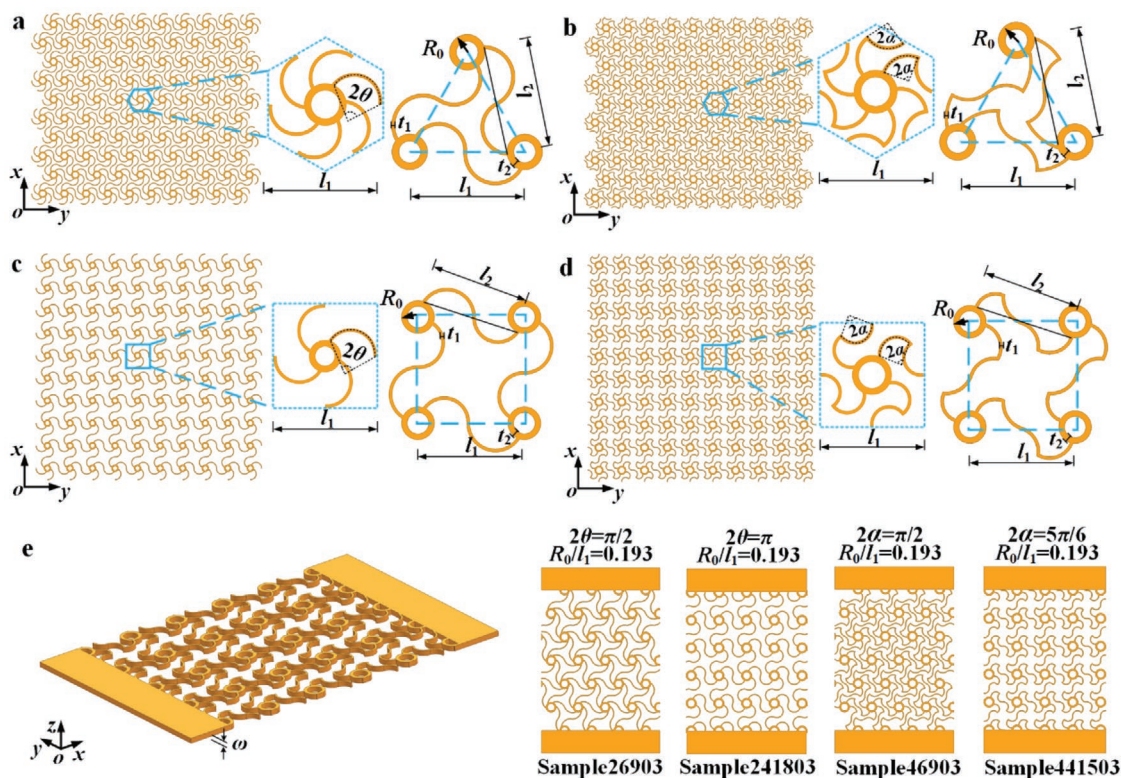 a
2θ
l₁
R₀
l₂
t₁
t₂
l₁
x
o
y
b
2α
2α
l₁
R₀
l₂
t₁
t₂
l₁
x
o
y
c
2θ
l₁
l₂
R₀
t₁
t₂
l₁
x
o
y
d
2α
2α
l₁
l₂
R₀
t₁
t₂
l₁
x
o
y
e
z
y
o
x
ω
2θ=π/2
R₀/l₁=0.193
Sample26903
2θ=π
R₀/l₁=0.193
Sample241803
2α=π/2
R₀/l₁=0.193
Sample46903
2α=5π/6
R₀/l₁=0.193
Sample441503